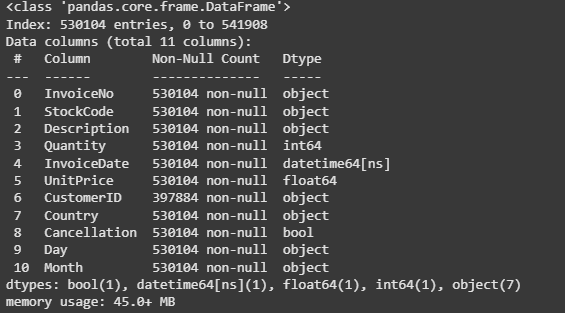 <class 'pandas.core.frame.DataFrame'>
Index: 530104 entries, 0 to 541908
Data columns (total 11 columns):
 #   Column        Non-Null Count   Dtype
---  ------        --------------   -----
 0   InvoiceNo     530104 non-null  object
 1   StockCode     530104 non-null  object
 2   Description   530104 non-null  object
 3   Quantity      530104 non-null  int64
 4   InvoiceDate   530104 non-null  datetime64[ns]
 5   UnitPrice     530104 non-null  float64
 6   CustomerID    397884 non-null  object
 7   Country       530104 non-null  object
 8   Cancellation  530104 non-null  bool
 9   Day           530104 non-null  object
 10  Month         530104 non-null  object
dtypes: bool(1), datetime64[ns](1), float64(1), int64(1), object(7)
memory usage: 45.0+ MB